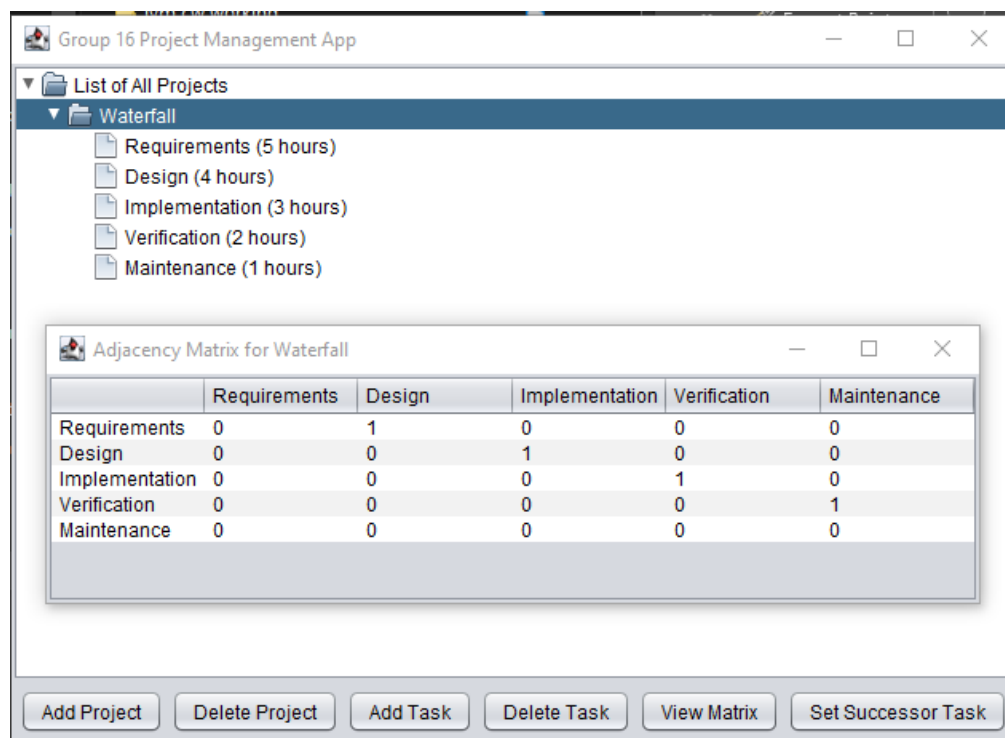 Group 16 Project Management App
List of All Projects
Waterfall
Requirements (5 hours)
Design (4 hours)
Implementation (3 hours)
Verification (2 hours)
Maintenance (1 hours)
Adjacency Matrix for Waterfall
Requirements Design Implementation Verification Maintenance
Requirements 0 1 0 0 0
Design 0 0 1 0 0
Implementation 0 0 0 1 0
Verification 0 0 0 0 1
Maintenance 0 0 0 0 0
Add Project Delete Project Add Task Delete Task View Matrix Set Successor Task